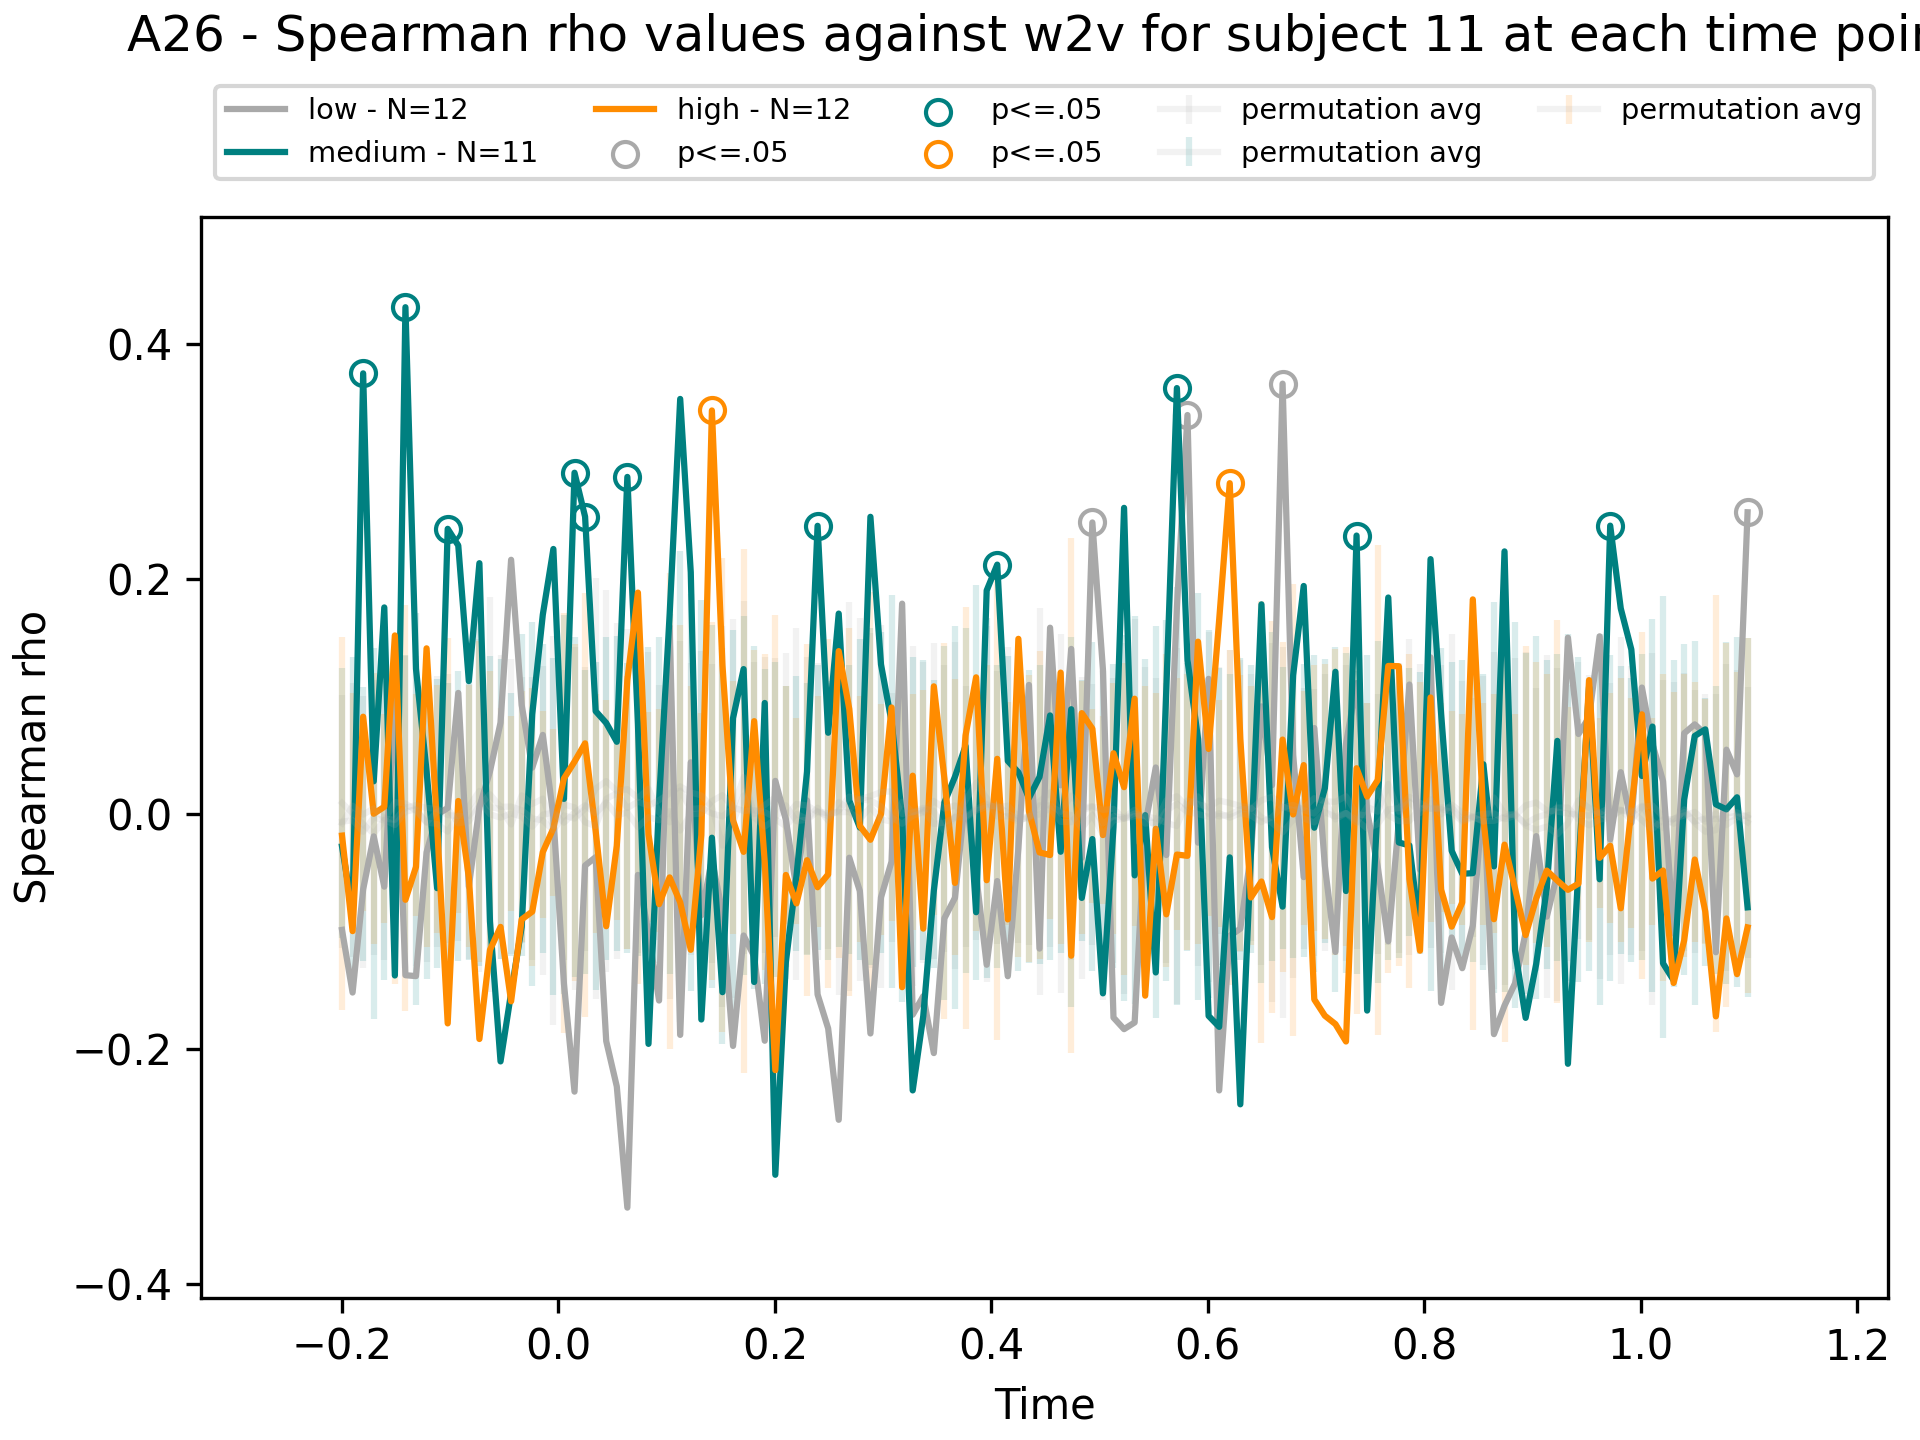 A26 - Spearman rho values against w2v for subject 11 at each time
low - N=12
medium - N=11
high - N=12
p<=.05
p<=.05
p<=.05
permutation avg
permutation avg
permutation avg
Spearman rho
0.4
0.2
0.0
−0.2
−0.4
−0.2 0.0 0.2 0.4 0.6 0.8 1.0 1.2
Time